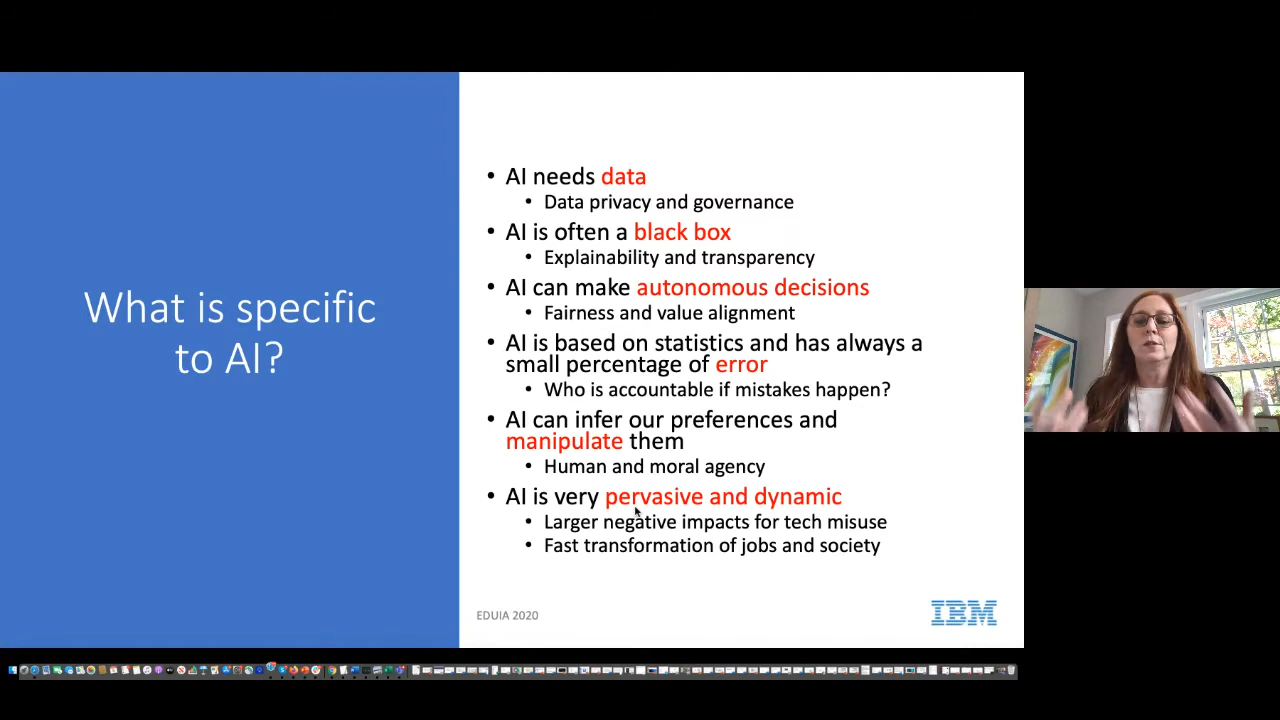 What is specific
to AI?
• AI needs data
• Data privacy and governance
• AI is often a black box
• Explainability and transparency
• AI can make autonomous decisions
• Fairness and value alignment
• AI is based on statistics and has always a
small percentage of error
• Who is accountable if mistakes happen?
• AI can infer our preferences and
manipulate them
• Human and moral agency
• AI is very pervasive and dynamic
• Larger negative impacts for tech misuse
• Fast transformation of jobs and society
EDUIA 2020
IBM